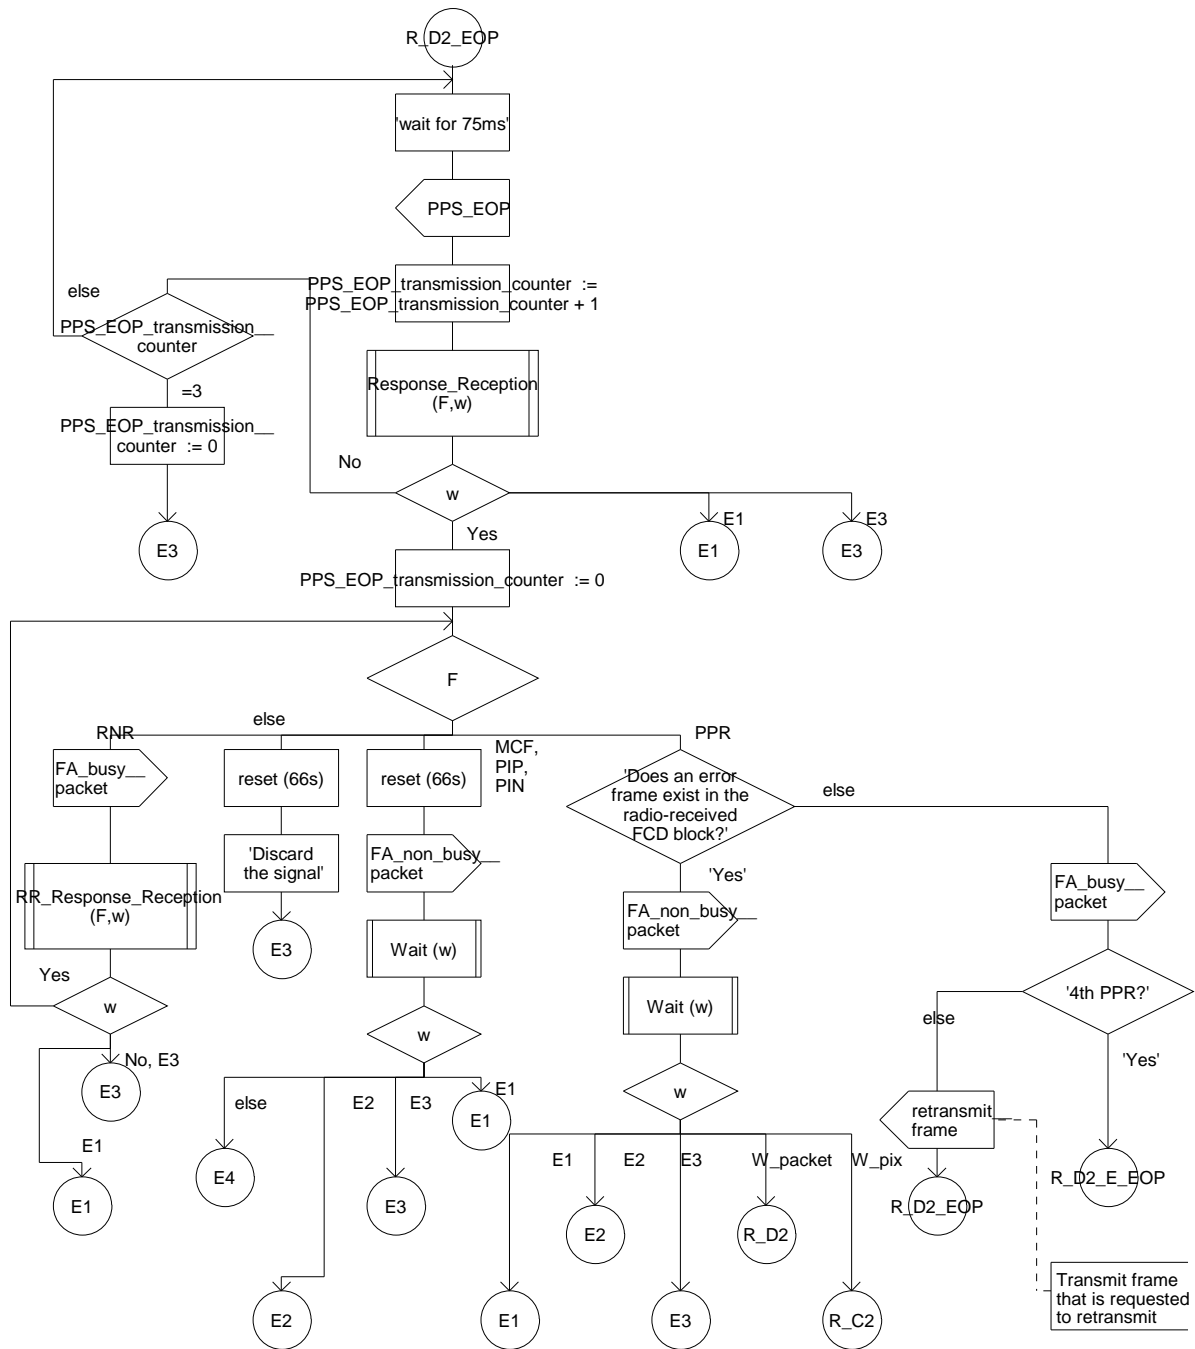 R_D2_EOP
'wait for 75ms'
PPS_EOP
PPS_EOP_transmission_counter :=
PPS_EOP_transmission_counter + 1
else
PPS_EOP_transmission__
counter
=3
PPS_EOP_transmission__
counter := 0
Response_Reception
(F,w)
No
w
E1
E3
Yes
E3
E1
E3
PPS_EOP_transmission_counter := 0
F
else
RNR
MCF,
PIP,
PIN
PPR
FA_busy__
packet
reset (66s)
reset (66s)
'Does an error
frame exist in the
radio-received
FCD block?'
else
'Discard
the signal'
FA_non_busy__
packet
'Yes'
RR_Response_Reception
(F,w)
FA_non_busy__
packet
FA_busy__
packet
E3
Wait (w)
Yes
w
Wait (w)
'4th PPR?'
w
else
No, E3
'Yes'
E3
w
else
E2
E3
E1
E1
retransmit__
frame
E1
E1
E2
E3
W_packet
W_pix
E1
E4
E3
R_D2_EOP
R_D2_E_EOP
E2
R_D2
Transmit frame
that is requested
to retransmit
E2
E1
E3
R_C2